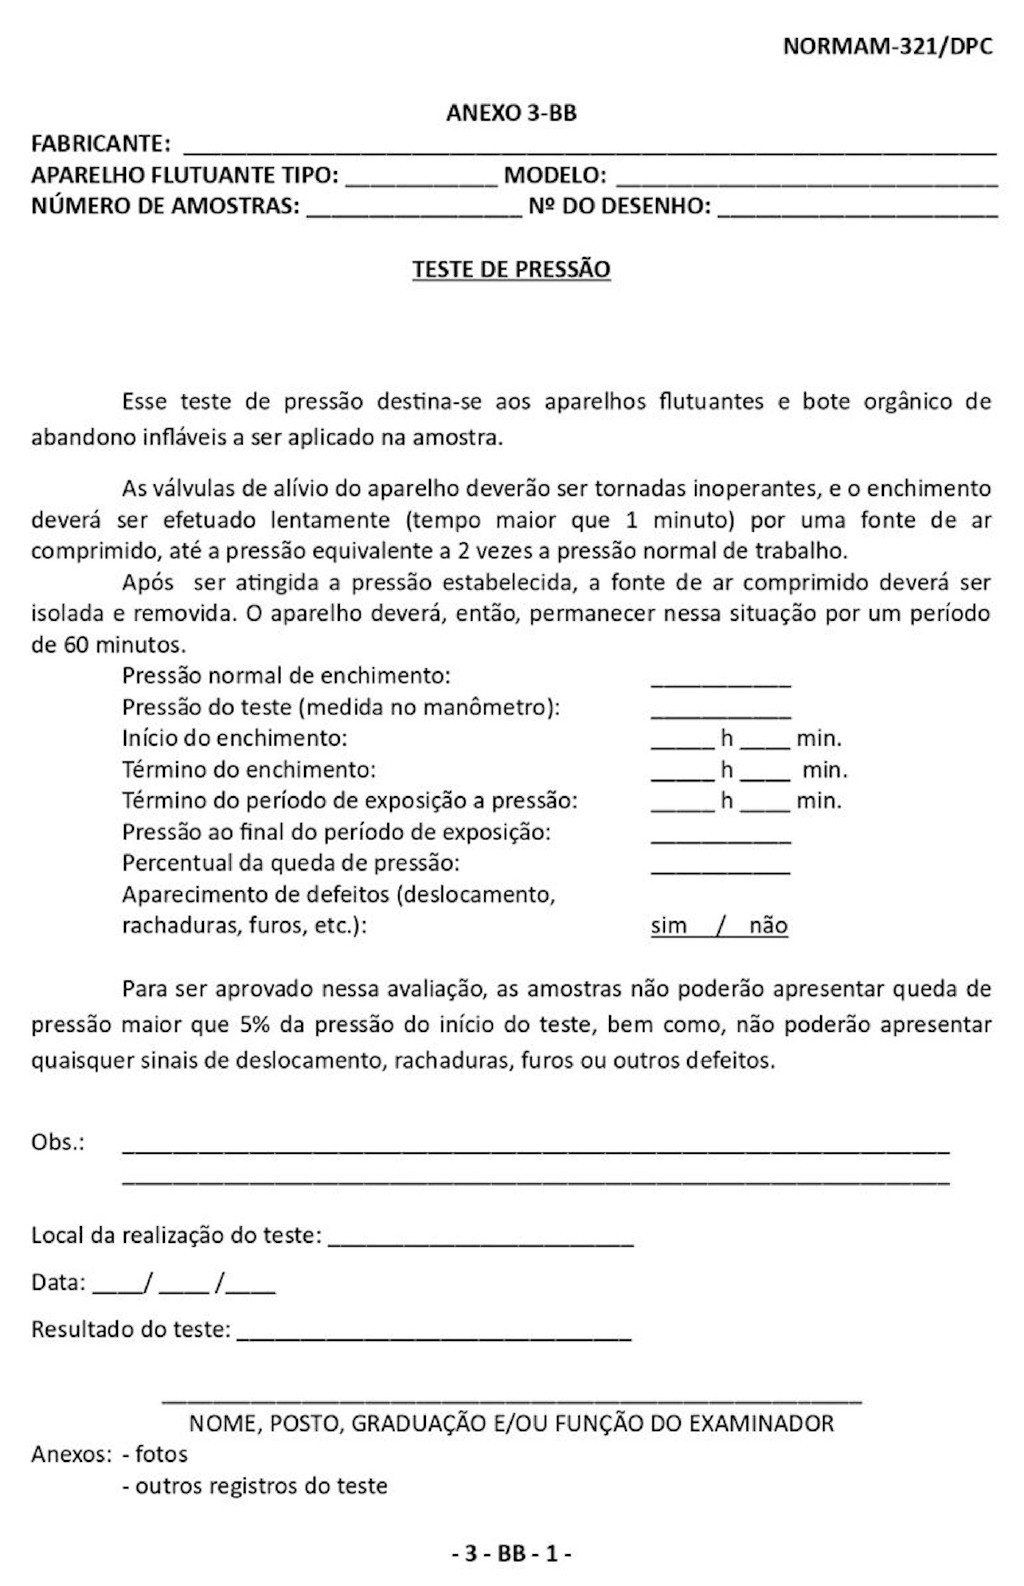 NORMAM-321/DPC
ANEXO 3-BB
FABRICANTE: ________________________________________________________________
APARELHO FLUTUANTE TIPO: ____________ MODELO: ______________________________
NÚMERO DE AMOSTRAS: _________________ Nº DO DESENHO: ______________________
TESTE DE PRESSÃO
Esse teste de pressão destina-se aos aparelhos flutuantes e bote orgânico de
abandono infláveis a ser aplicado na amostra.
As válvulas de alívio do aparelho deverão ser tornadas inoperantes, e o enchimento
deverá ser efetuado lentamente (tempo maior que 1 minuto) por uma fonte de ar
comprimido, até a pressão equivalente a 2 vezes a pressão normal de trabalho.
Após ser atingida a pressão estabelecida, a fonte de ar comprimido deverá ser
isolada e removida. O aparelho deverá, então, permanecer nessa situação por um período
de 60 minutos.
Pressão normal de enchimento: ___________
Pressão do teste (medida no manômetro): ___________
Início do enchimento: _____ h ____ min.
Término do enchimento: _____ h ____ min.
Término do período de exposição a pressão: _____ h ____ min.
Pressão ao final do período de exposição: ___________
Percentual da queda de pressão: ___________
Aparecimento de defeitos (deslocamento,
rachaduras, furos, etc.): sim / não
Para ser aprovado nessa avaliação, as amostras não poderão apresentar queda de
pressão maior que 5% da pressão do início do teste, bem como, não poderão apresentar
quaisquer sinais de deslocamento, rachaduras, furos ou outros defeitos.
Obs.: _________________________________________________________________
_________________________________________________________________
Local da realização do teste: ________________________
Data: ____/ ____ /____
Resultado do teste: _______________________________
_______________________________________________________
NOME, POSTO, GRADUAÇÃO E/OU FUNÇÃO DO EXAMINADOR
Anexos: - fotos
- outros registros do teste
- 3 - BB - 1 -